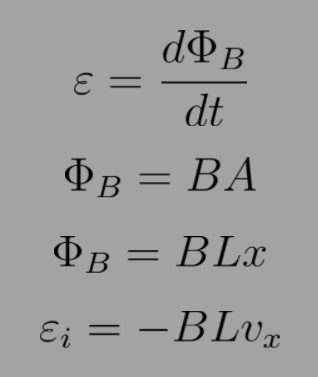 ε = dΦ_B/dt
Φ_B = BA
Φ_B = BLx
ε_i = −BLv_x